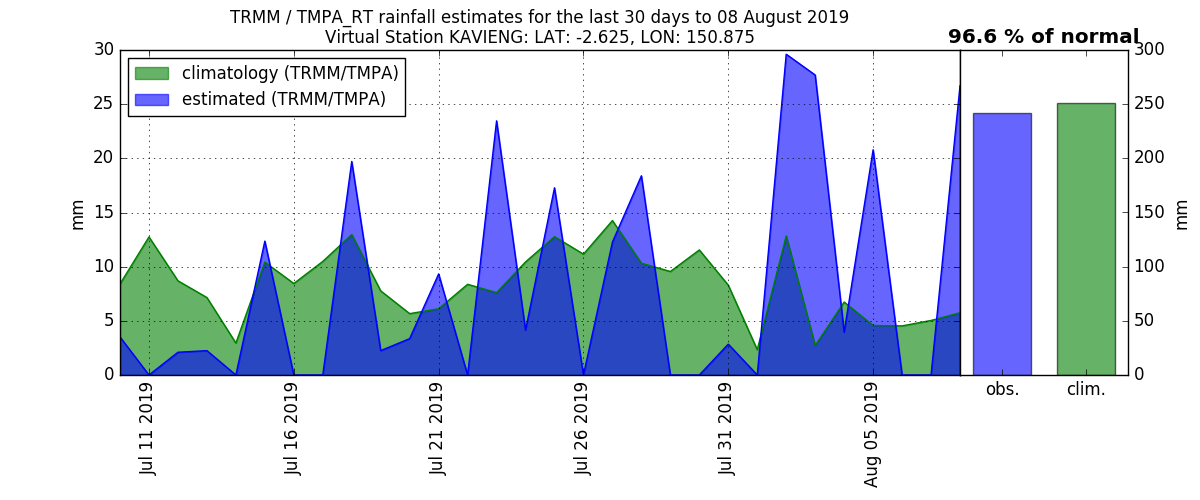 TRMM / TMPA_RT rainfall estimates for the last 30 days to 08 August 2019
Virtual Station KAVIENG: LAT: -2.625, LON: 150.875
96.6 % of normal
climatology (TRMM/TMPA)
estimated (TRMM/TMPA)
30
25
20
15
10
5
0
mm
300
250
200
150
100
50
0
mm
Jul 11 2019
Jul 16 2019
Jul 21 2019
Jul 26 2019
Jul 31 2019
Aug 05 2019
obs.
clim.